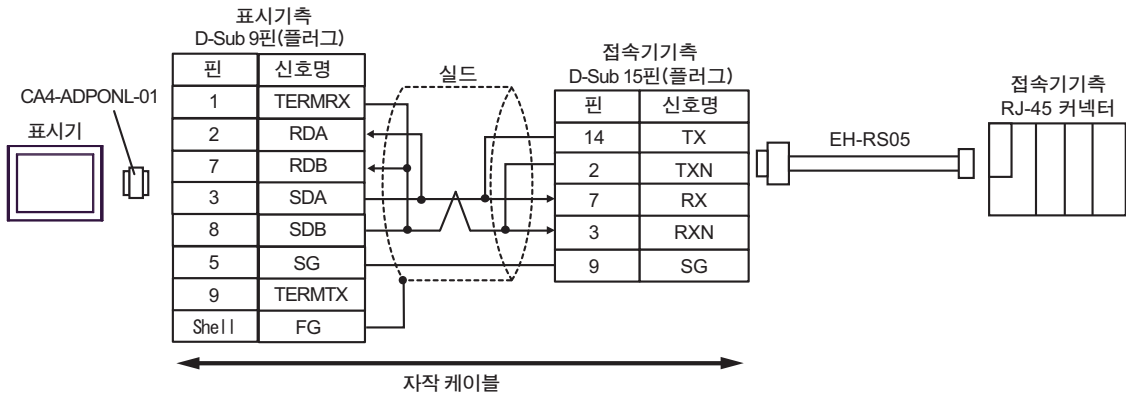 표시기측
D-Sub 9핀(플러그)
접속기기측
D-Sub 15핀(플러그)
접속기기측
RJ-45 커넥터
CA4-ADPONL-01
표시기
실드
EH-RS05
핀 신호명
1 TERMRX
2 RDA
7 RDB
3 SDA
8 SDB
5 SG
9 TERMTX
Shell FG
핀 신호명
14 TX
2 TXN
7 RX
3 RXN
9 SG
자작 케이블